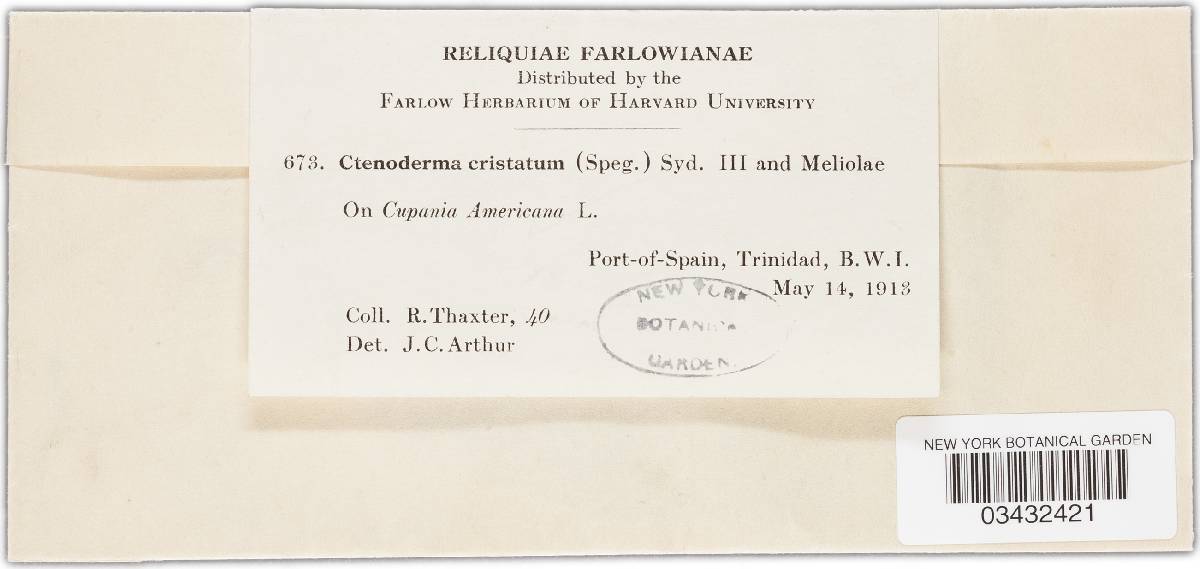 RELIQUIAE FARLOWIANAE
Distributed by the
FARLOW HERBARIUM OF HARVARD UNIVERSITY
673. Ctenoderma cristatum (Speg.) Syd. III and Meliolae
On Cupania Americana L.
Port-of-Spain, Trinidad, B.W.I.
May 14, 1913
Coll. R. Thaxter, 40
Det. J. C. Arthur
NEW YORK
BOTANICA
GARDEN.
NEW YORK BOTANICAL GARDEN
03432421